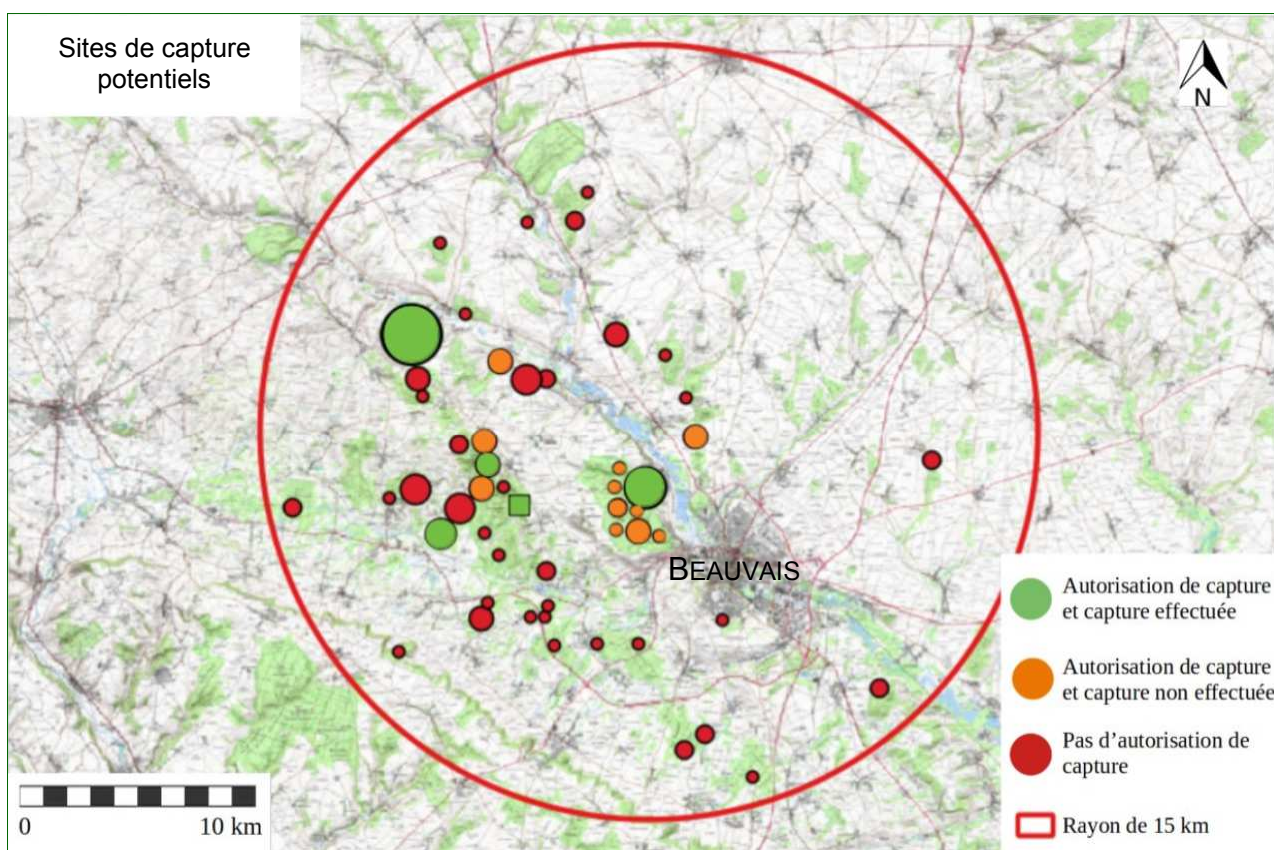 Sites de capture
potentiels
N
BEAUVAIS
Autorisation de capture
et capture effectuée
Autorisation de capture
et capture non effectuée
Pas d'autorisation de
capture
Rayon de 15 km
0 10 km